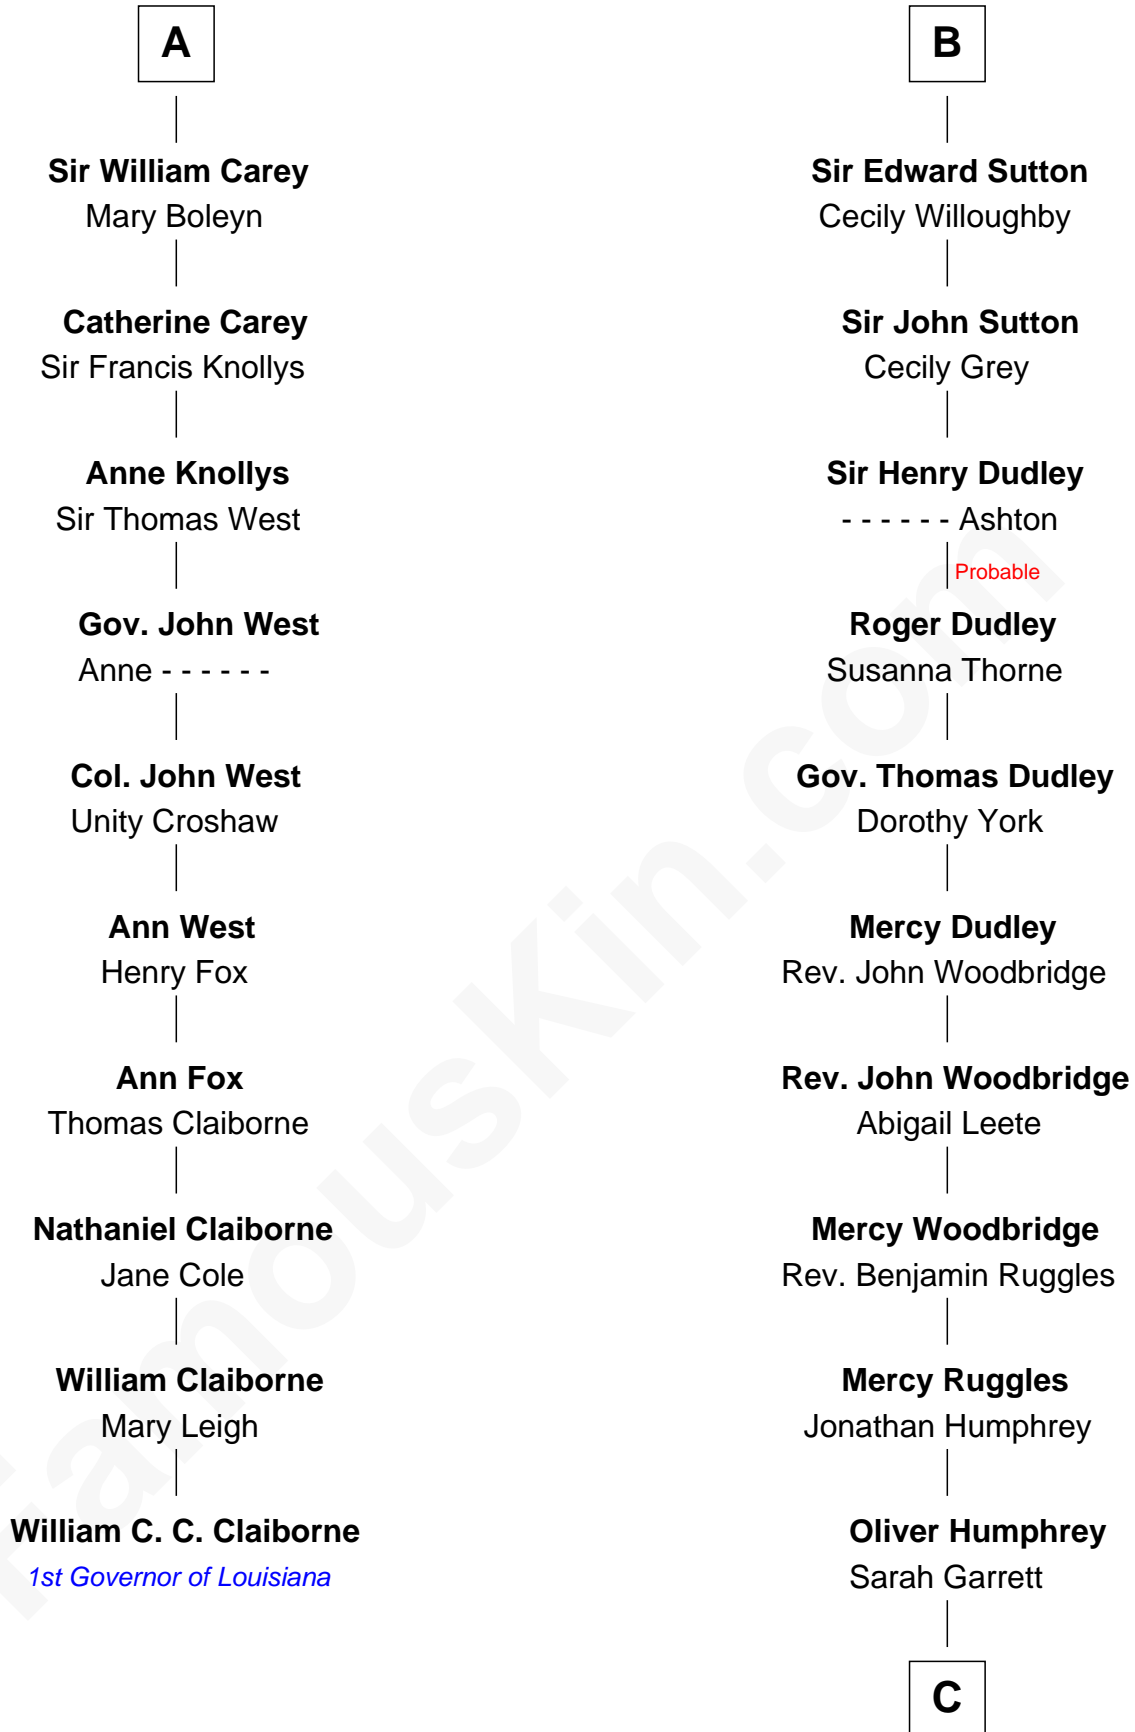 A
Sir William Carey
Mary Boleyn
Catherine Carey
Sir Francis Knollys
Anne Knollys
Sir Thomas West
Gov. John West
Anne - - - - - -
Col. John West
Unity Croshaw
Ann West
Henry Fox
Ann Fox
Thomas Claiborne
Nathaniel Claiborne
Jane Cole
William Claiborne
Mary Leigh
William C. C. Claiborne
1st Governor of Louisiana
B
Sir Edward Sutton
Cecily Willoughby
Sir John Sutton
Cecily Grey
Sir Henry Dudley
- - - - - - Ashton
Probable
Roger Dudley
Susanna Thorne
Gov. Thomas Dudley
Dorothy York
Mercy Dudley
Rev. John Woodbridge
Rev. John Woodbridge
Abigail Leete
Mercy Woodbridge
Rev. Benjamin Ruggles
Mercy Ruggles
Jonathan Humphrey
Oliver Humphrey
Sarah Garrett
C
FamousKin.com